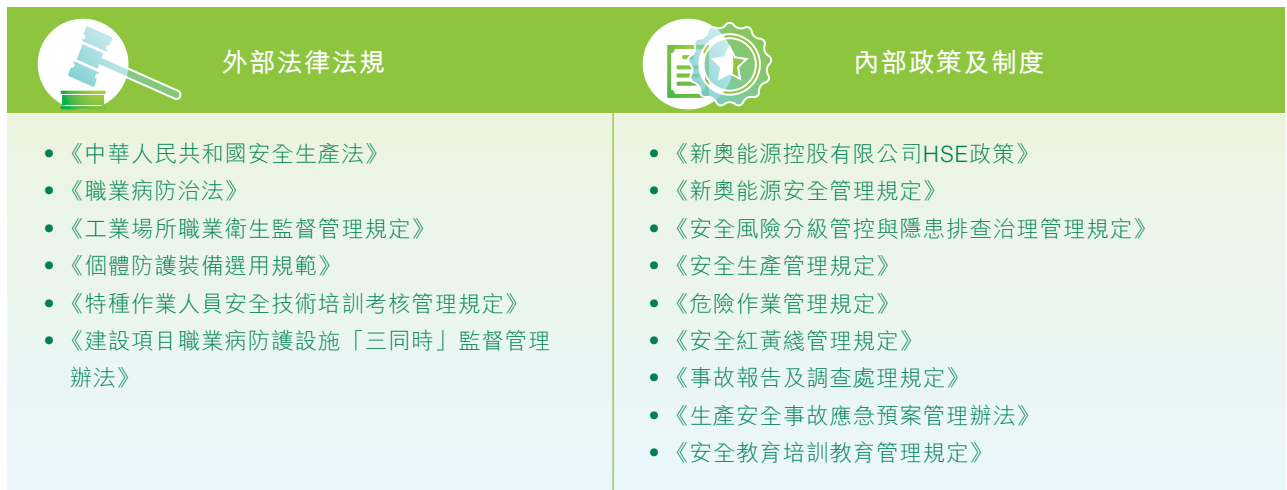 外部法律法規
• 《中華人民共和國安全生產法》
• 《職業病防治法》
• 《工業場所職業衛生監督管理規定》
• 《個體防護裝備選用規範》
• 《特種作業人員安全技術培訓考核管理規定》
• 《建設項目職業病防護設施「三同時」監督管理
辦法》
內部政策及制度
• 《新奧能源控股有限公司HSE政策》
• 《新奧能源安全管理規定》
• 《安全風險分級管控與隱患排查治理管理規定》
• 《安全生產管理規定》
• 《危險作業管理規定》
• 《安全紅黃綫管理規定》
• 《事故報告及調查處理規定》
• 《生產安全事故應急預案管理辦法》
• 《安全教育培訓教育管理規定》